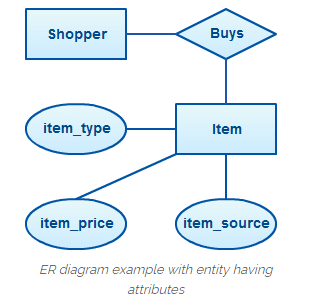 Shopper
Buys
item_type
Item
item_price
item_source
ER diagram example with entity having
attributes